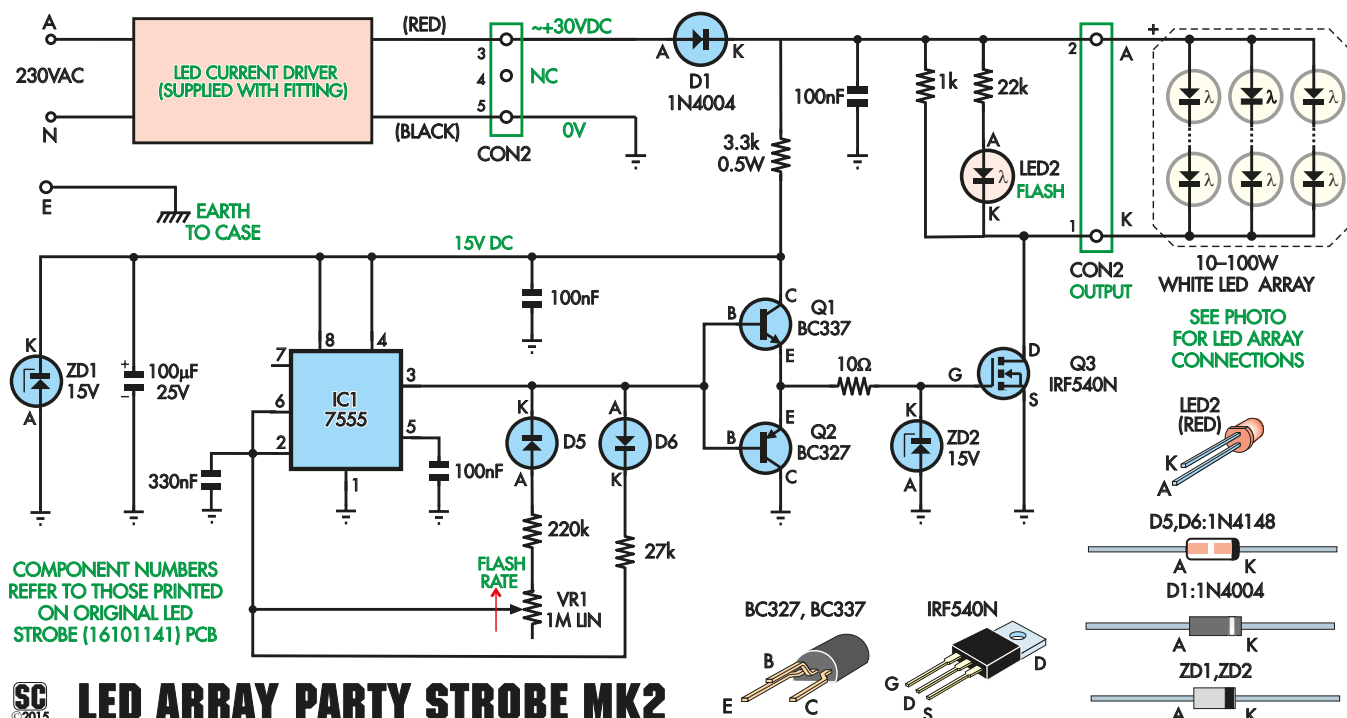 A
230VAC
N
E
EARTH
TO CASE
LED CURRENT DRIVER
(SUPPLIED WITH FITTING)
(RED)
(BLACK)
3
4
5
CON2
~+30VDC
NC
0V
A
K
D1
1N4004
3.3k
0.5W
100nF
1k
22k
A
LED2
FLASH
K
λ
2
1
A
K
+
CON2
OUTPUT
λ
λ
λ
λ
λ
λ
10–100W
WHITE LED ARRAY
SEE PHOTO
FOR LED ARRAY
CONNECTIONS
15V DC
K
ZD1
15V
A
+
100µF
25V
–
7
8
4
6
2
3
5
1
IC1
7555
330nF
100nF
100nF
K
D5
A
A
D6
K
220k
27k
FLASH
RATE
VR1
1M LIN
C
B
Q1
BC337
E
E
B
Q2
BC327
C
10Ω
K
ZD2
15V
A
G
D
S
Q3
IRF540N
LED2
(RED)
K
A
D5,D6:1N4148
A
K
D1:1N4004
A
K
ZD1,ZD2
A
K
BC327, BC337
B
E
C
IRF540N
G
D
S
D
COMPONENT NUMBERS
REFER TO THOSE PRINTED
ON ORIGINAL LED
STROBE (16101141) PCB
SC
©2015
LED ARRAY PARTY STROBE MK2